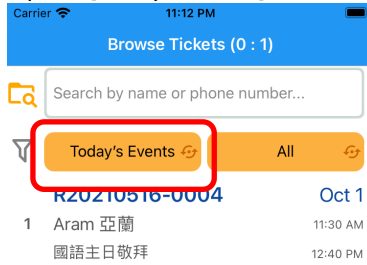 Carrier 11:12 PM
Browse Tickets (0 : 1)
Search by name or phone number...
Today's Events All
R20210516-0004 Oct 1
1 Aram 亞蘭 11:30 AM
國語主日敬拜 12:40 PM